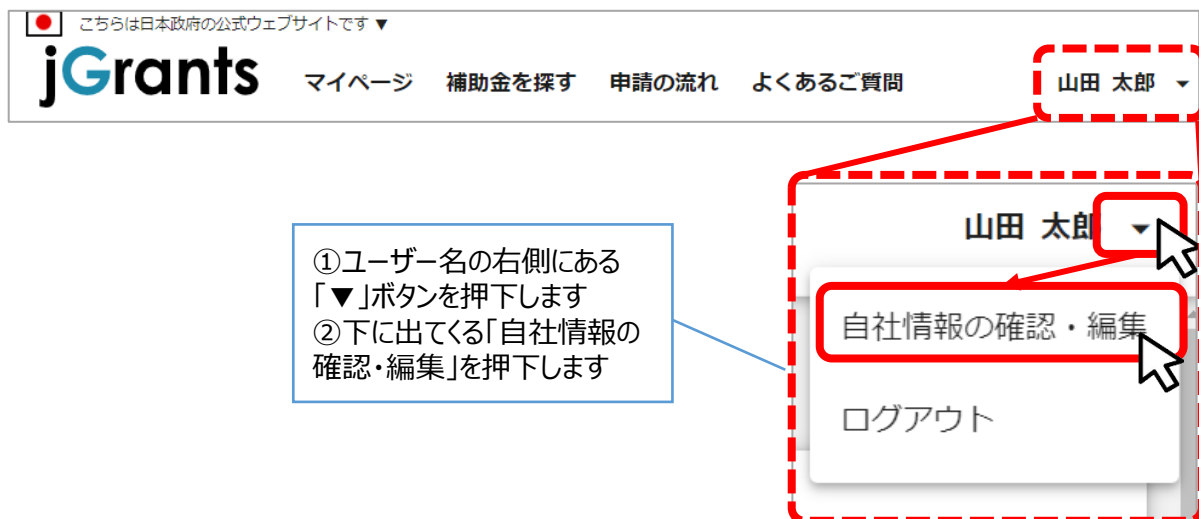 こちらは日本政府の公式ウェブサイトです ▼
jGrants マイページ 補助金を探す 申請の流れ よくあるご質問 山田 太郎 ▼
山田 太郎 ▼
①ユーザー名の右側にある
「▼」ボタンを押下します
②下に出てくる「自社情報の
確認・編集」を押下します
自社情報の確認・編集
ログアウト